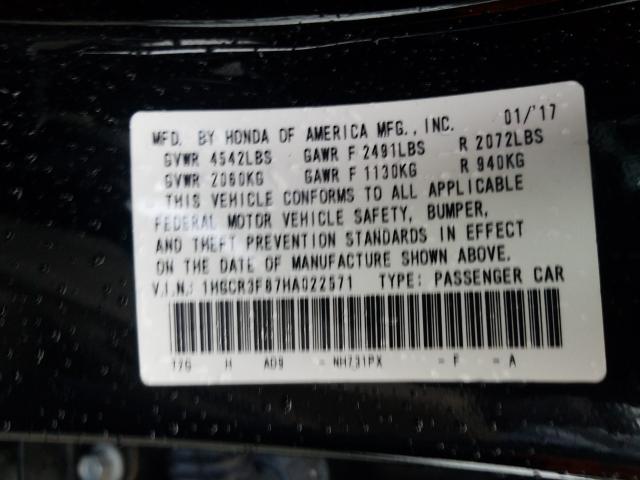 MFD. BY HONDA OF AMERICA MFG., INC. 01/'17
GVWR 4542LBS GAWR F 2491LBS R 2072LBS
GVWR 2060KG GAWR F 1130KG R 940KG
THIS VEHICLE CONFORMS TO ALL APPLICABLE
FEDERAL MOTOR VEHICLE SAFETY, BUMPER,
AND THEFT PREVENTION STANDARDS IN EFFECT
ON THE DATE OF MANUFACTURE SHOWN ABOVE.
V.I.N.: 1HGCR3F87HA022571 TYPE: PASSENGER CAR
12G H A09 = NH731PX = F = A